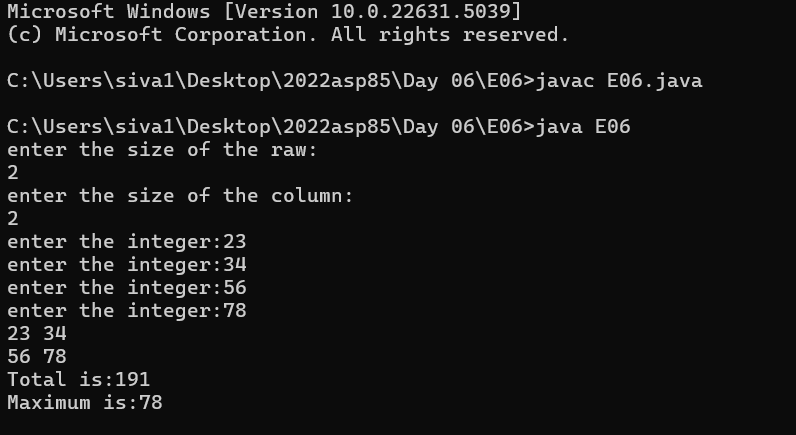 Microsoft Windows [Version 10.0.22631.5039]
(c) Microsoft Corporation. All rights reserved.
C:\Users\siva1\Desktop\2022asp85\Day 06\E06>javac E06.java
C:\Users\siva1\Desktop\2022asp85\Day 06\E06>java E06
enter the size of the raw:
2
enter the size of the column:
2
enter the integer:23
enter the integer:34
enter the integer:56
enter the integer:78
23 34
56 78
Total is:191
Maximum is:78